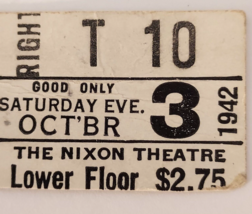 RIGHT T 10
GOOD ONLY
SATURDAY EVE.
OCT'BR 3 1942
THE NIXON THEATRE
Lower Floor $2.75